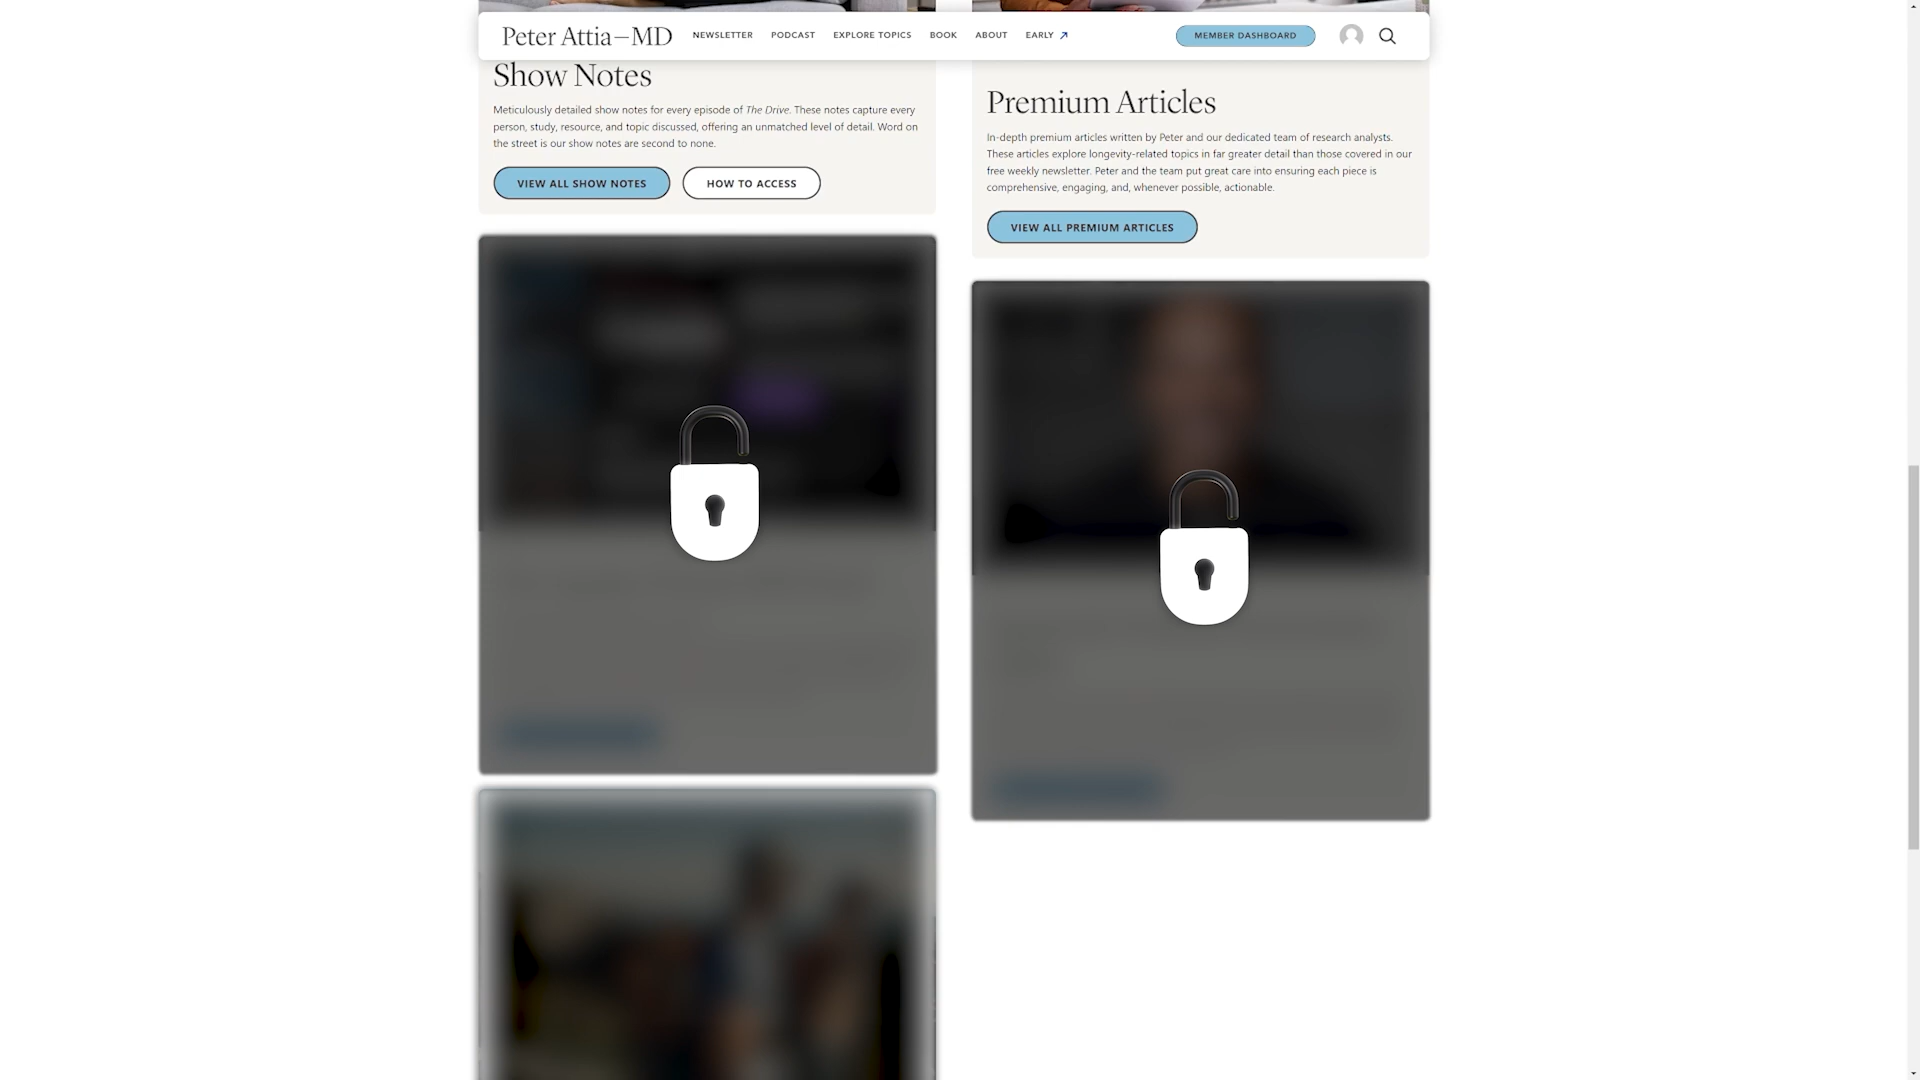 Peter Attia—MD
NEWSLETTER
PODCAST
EXPLORE TOPICS
BOOK
ABOUT
EARLY
MEMBER DASHBOARD
Show Notes
Meticulously detailed show notes for every episode of The Drive. These notes capture every
person, study, resource, and topic discussed, offering an unmatched level of detail. Word on
the street is our show notes are second to none.
VIEW ALL SHOW NOTES
HOW TO ACCESS
Premium Articles
In-depth premium articles written by Peter and our dedicated team of research analysts.
These articles explore longevity-related topics in far greater detail than those covered in our
free weekly newsletter. Peter and the team put great care into ensuring each piece is
comprehensive, engaging, and, whenever possible, actionable.
VIEW ALL PREMIUM ARTICLES